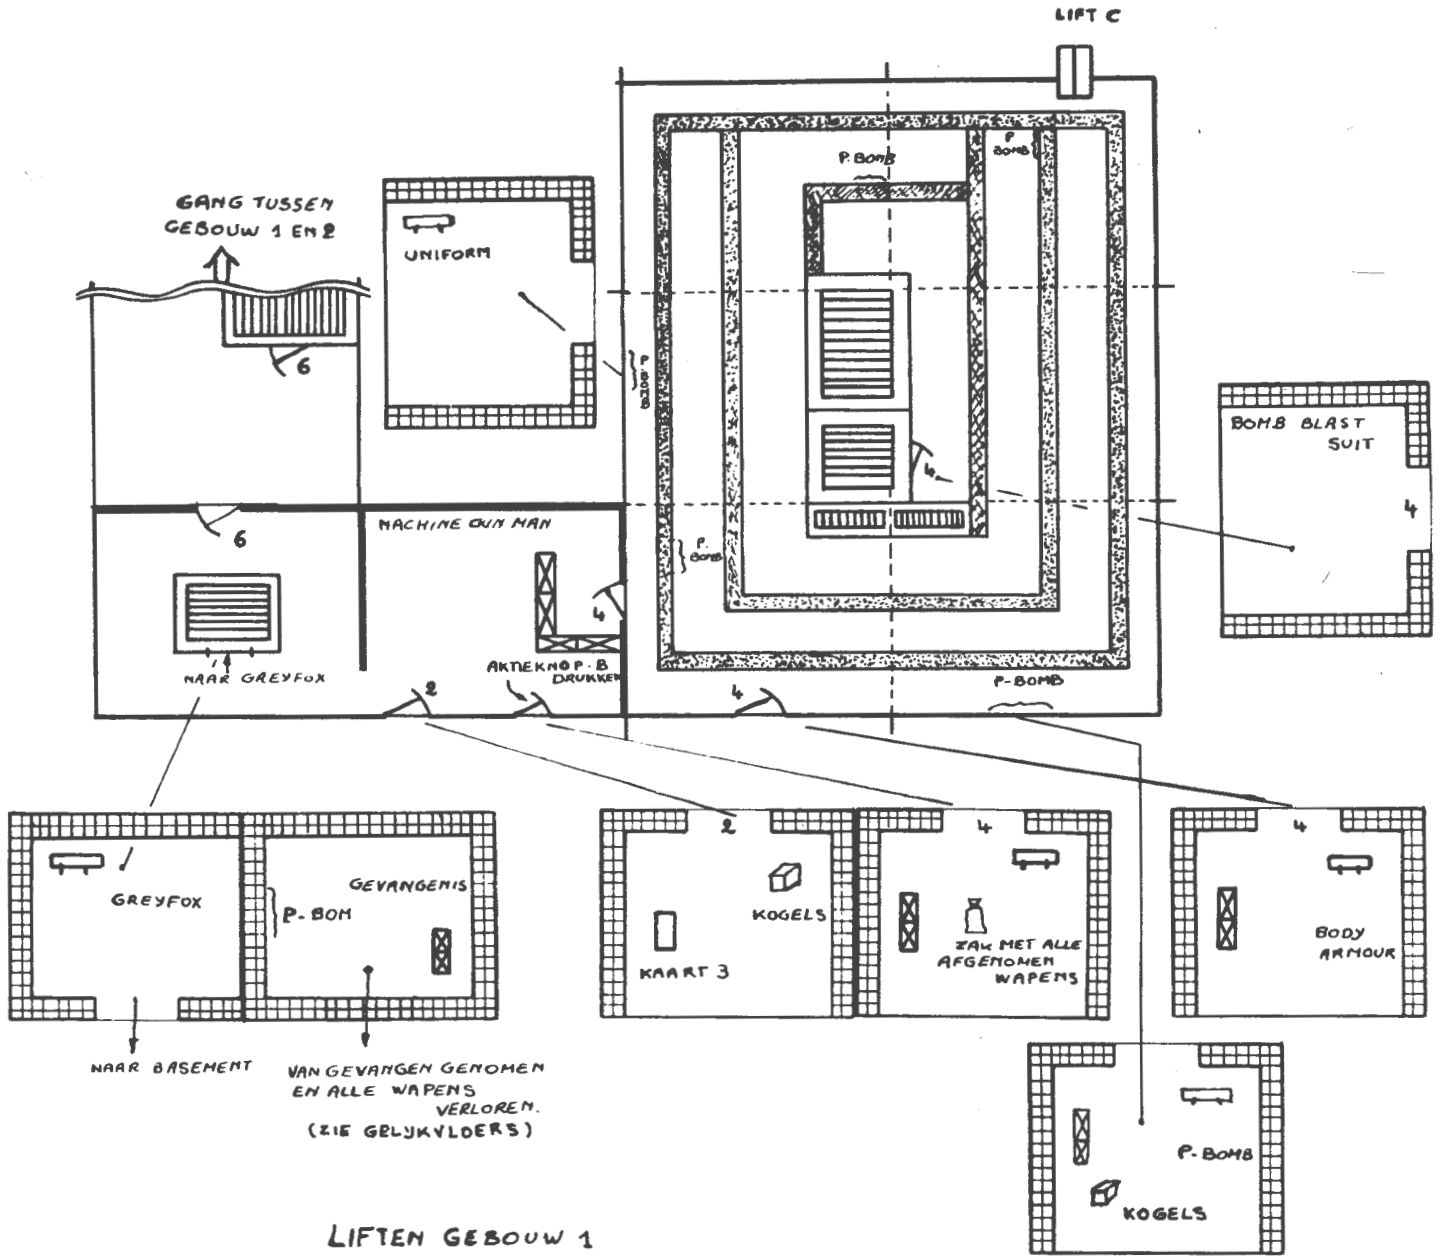 LIFT C
P. BOMB
P BOMB
GANG TUSSEN
GEBOUW 1 EN 2
UNIFORM
6
P. BOMB
BOMB BLAST
SUIT
4
4
MACHINE GUN MAN
6
P. BOMB
4
AKTIEKNOP-B
DRUKKEN
NAAR GREYFOX
2
4
P-BOMB
2
4
4
GREYFOX
GEVANGENIS
P-BOM
KOGELS
KAART 3
ZAK MET ALLE
AFGENOMEN
WAPENS
BODY
ARMOUR
NAAR BASEMENT
VAN GEVANGEN GENOMEN
EN ALLE WAPENS
VERLOREN.
(ZIE GELYKVLOERS)
P-BOMB
KOGELS
LIFTEN GEBOUW 1